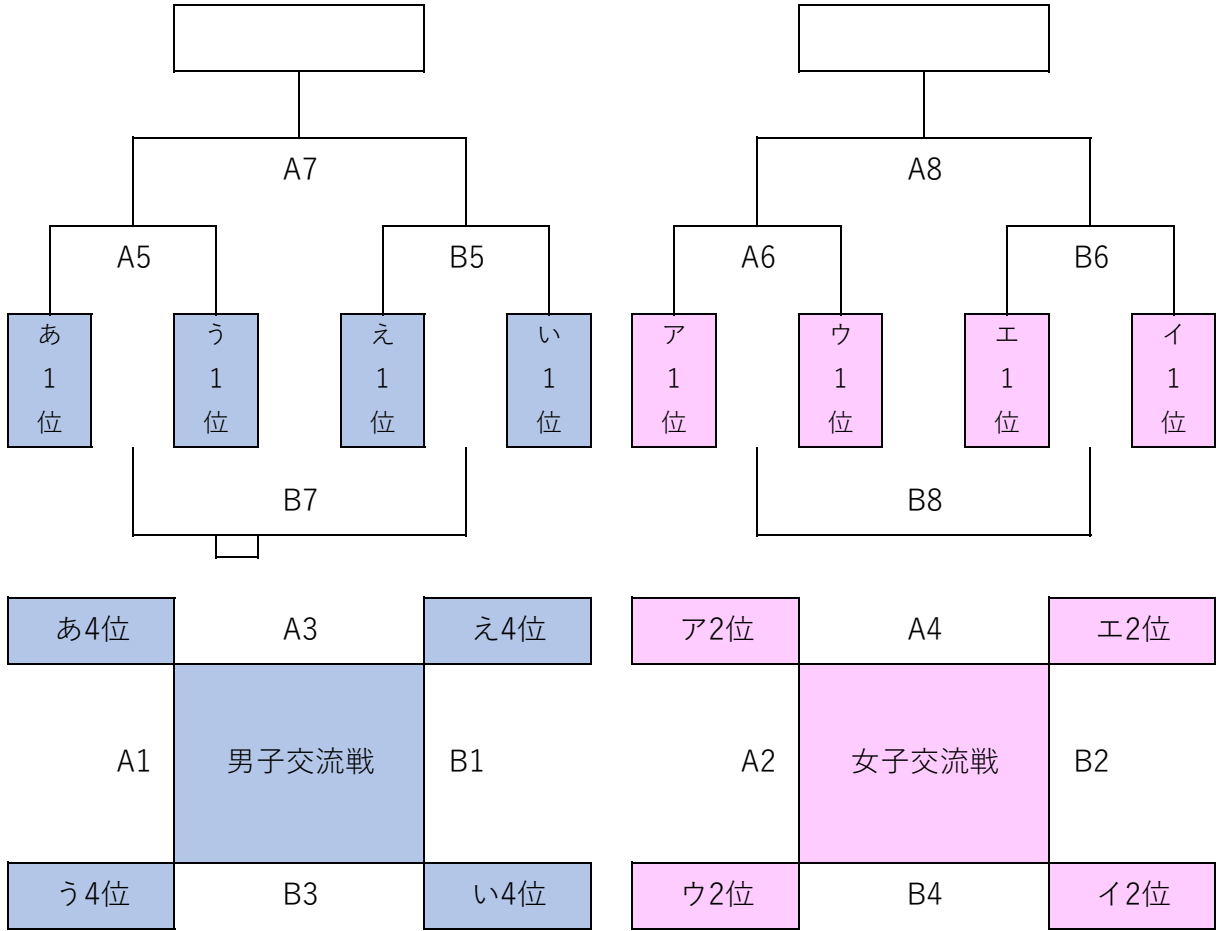 A7
A8
A5
B5
A6
B6
あ1位
う1位
え1位
い1位
ア1位
ウ1位
エ1位
イ1位
B7
B8
あ4位
A3
え4位
ア2位
A4
エ2位
A1
男子交流戦
B1
A2
女子交流戦
B2
う4位
B3
い4位
ウ2位
B4
イ2位